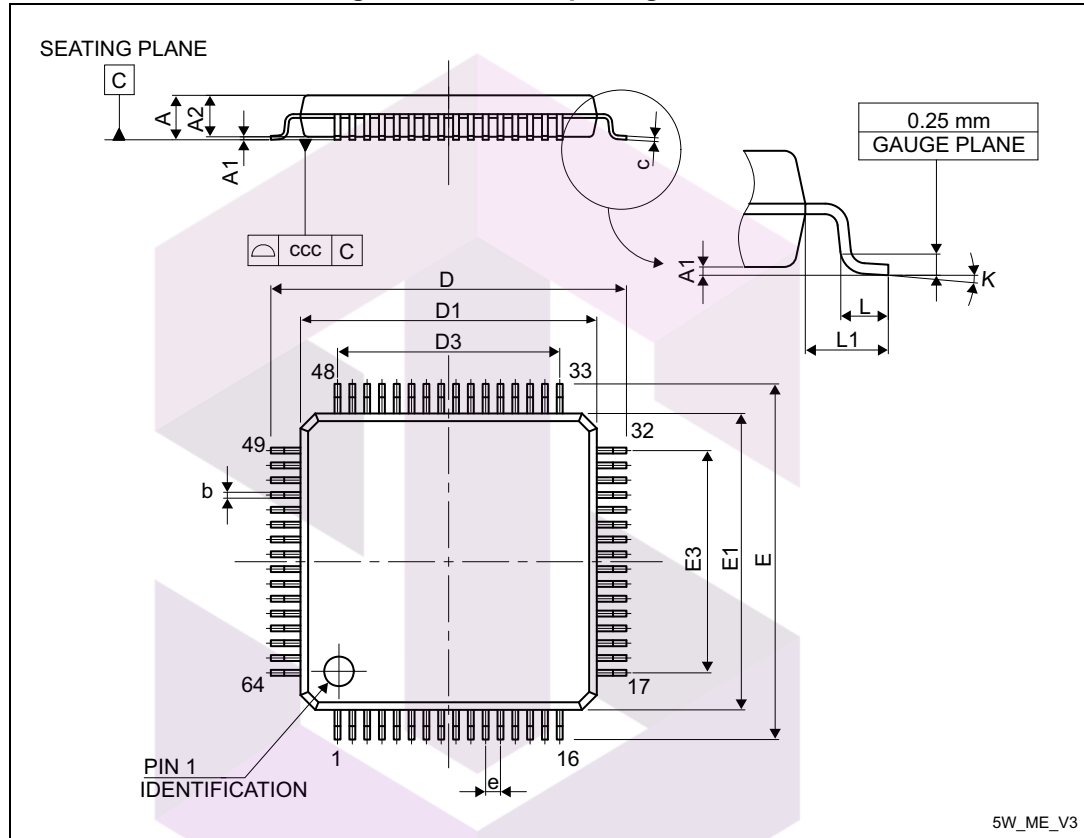 SEATING PLANE
C
A
A2
A1
c
ccc C
0.25 mm
GAUGE PLANE
A1
K
L
L1
D
D1
D3
48
33
49
32
b
E3
E1
E
64
17
1
16
PIN 1
IDENTIFICATION
e
5W_ME_V3